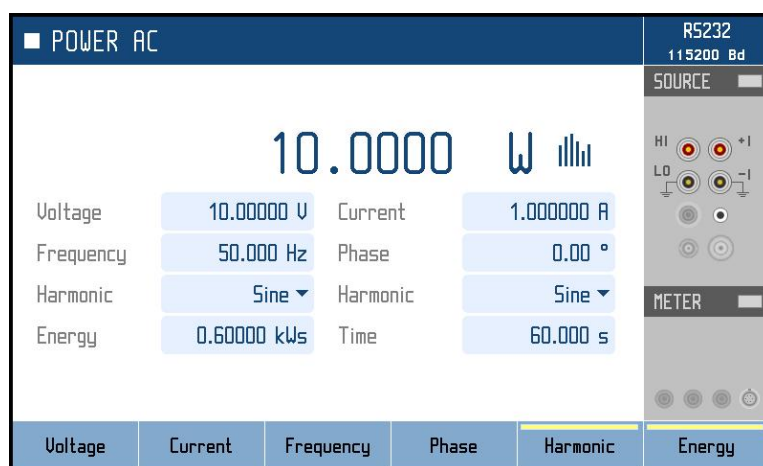 POWER AC
RS232
115200 Bd
SOURCE
10.0000 W
HI +I
LO -I
Voltage 10.00000 V Current 1.000000 A
Frequency 50.000 Hz Phase 0.00 °
Harmonic Sine Harmonic Sine
Energy 0.60000 kWs Time 60.000 s
METER
Voltage Current Frequency Phase Harmonic Energy